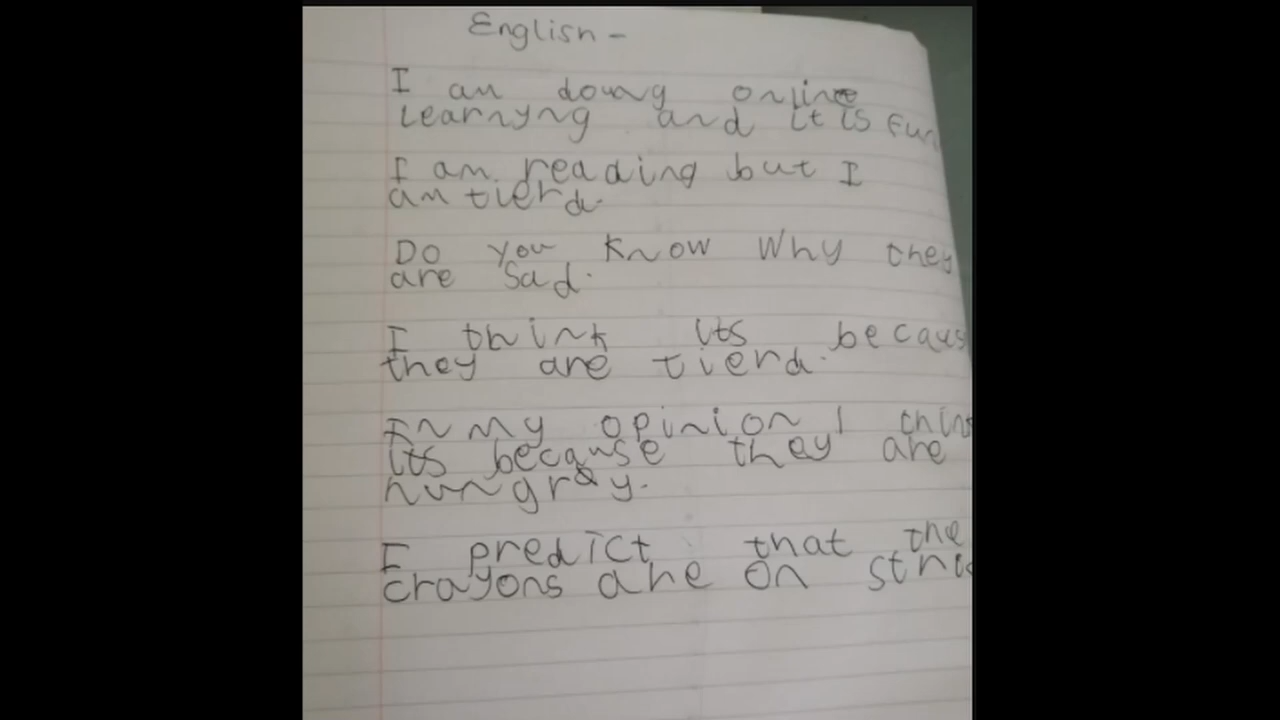 English -
I am doing online
Learnyng and it is fun
I am reading but I
am tierd.
Do you know why they
are sad.
I think its becaus
they are tierd.
In my opinion I thin
its because they are
hungray.
I predict that the
crayons are on